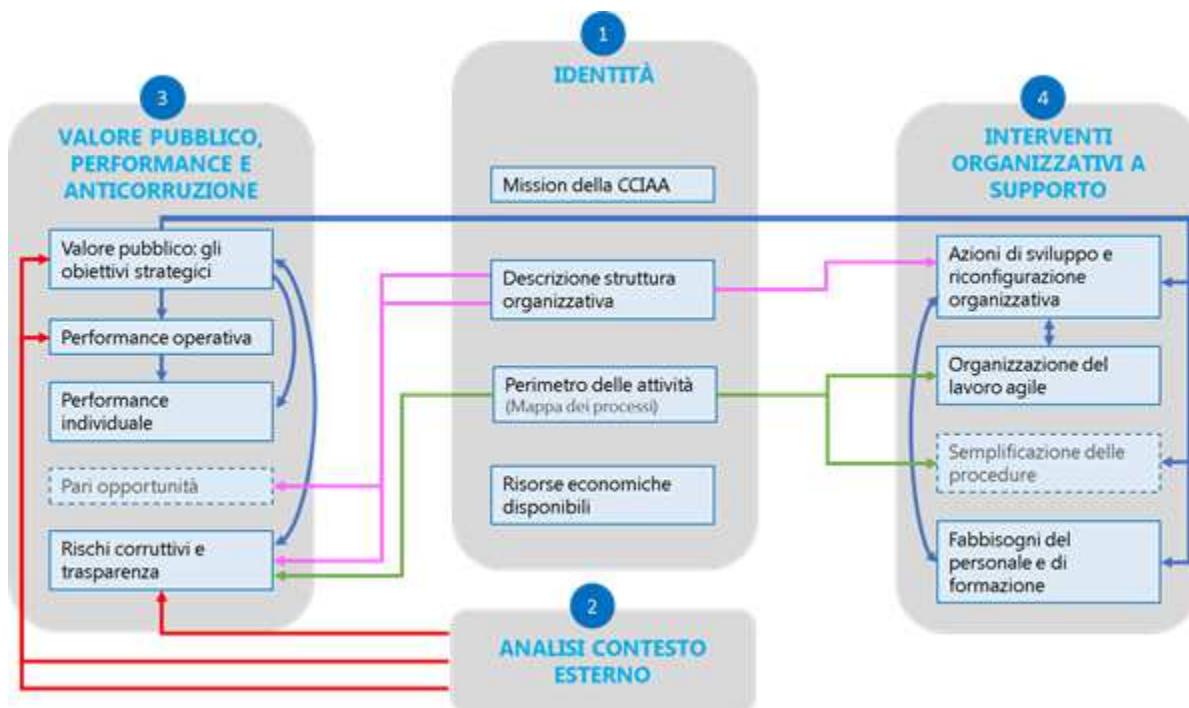 1
IDENTITÀ
Mission della CCIAA
Descrizione struttura
organizzativa
Perimetro delle attività
(Mappa dei processi)
Risorse economiche
disponibili
2
ANALISI CONTESTO
ESTERNO
3
VALORE PUBBLICO,
PERFORMANCE E
ANTICORRUZIONE
Valore pubblico: gli
obiettivi strategici
Performance operativa
Performance
individuale
Pari opportunità
Rischi corruttivi e
trasparenza
4
INTERVENTI
ORGANIZZATIVI A
SUPPORTO
Azioni di sviluppo e
riconfigurazione
organizzativa
Organizzazione del
lavoro agile
Semplificazione delle
procedure
Fabbisogni del
personale e di
formazione